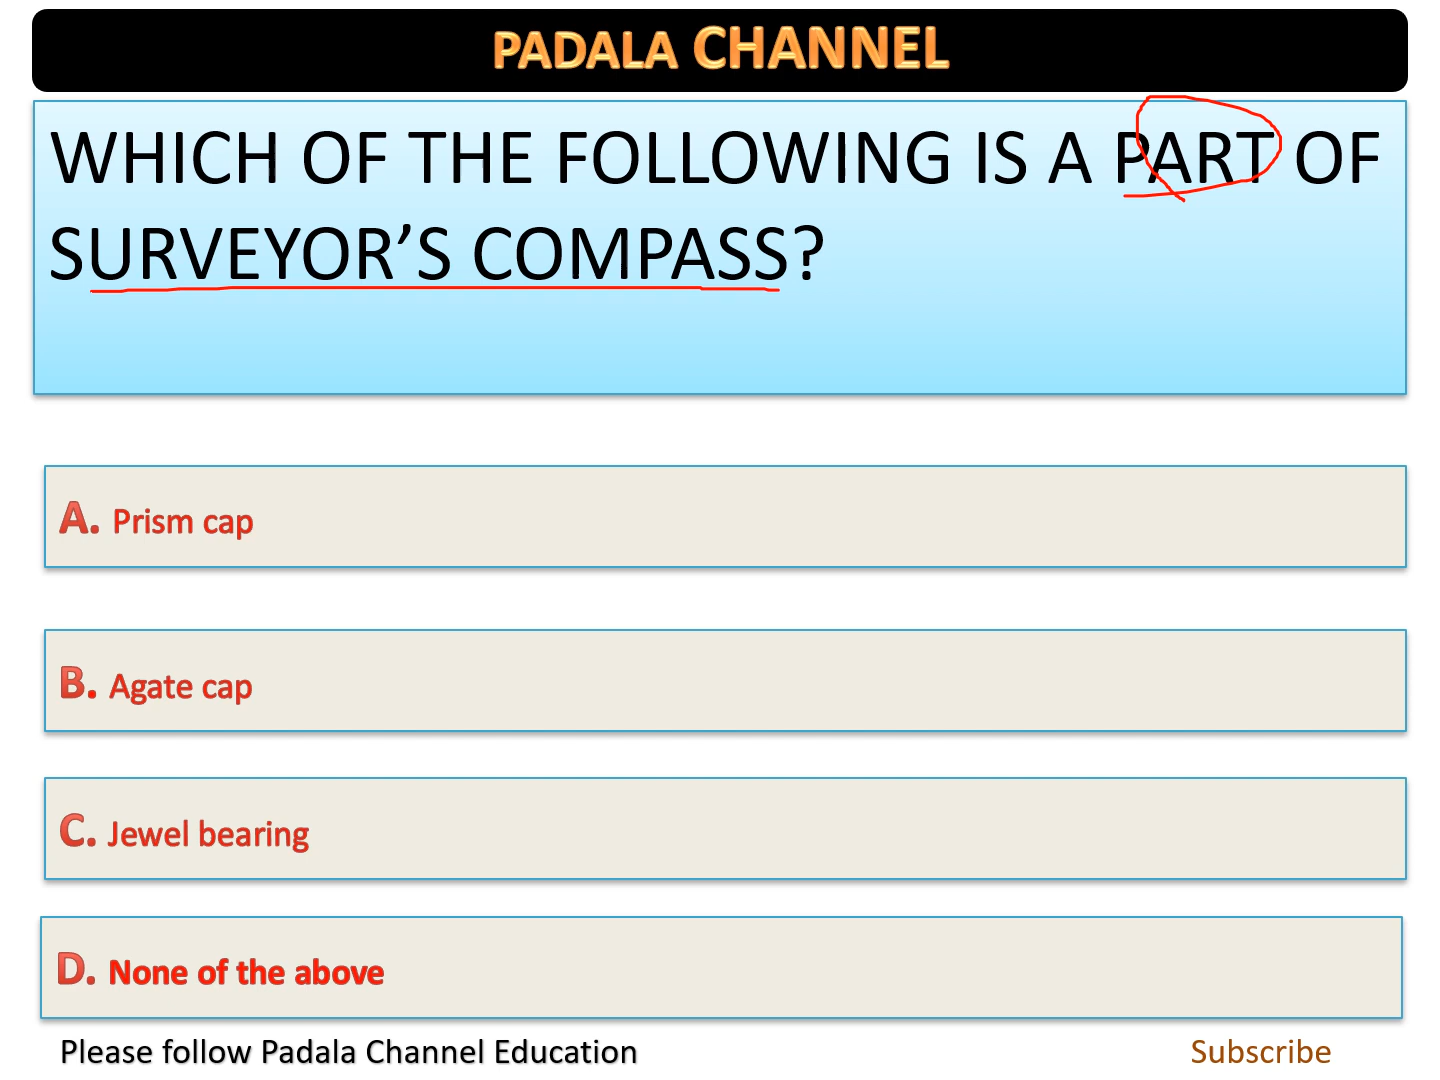 PADALA CHANNEL
WHICH OF THE FOLLOWING IS A PART OF
SURVEYOR’S COMPASS?
A. Prism cap
B. Agate cap
C. Jewel bearing
D. None of the above
Please follow Padala Channel Education
Subscribe